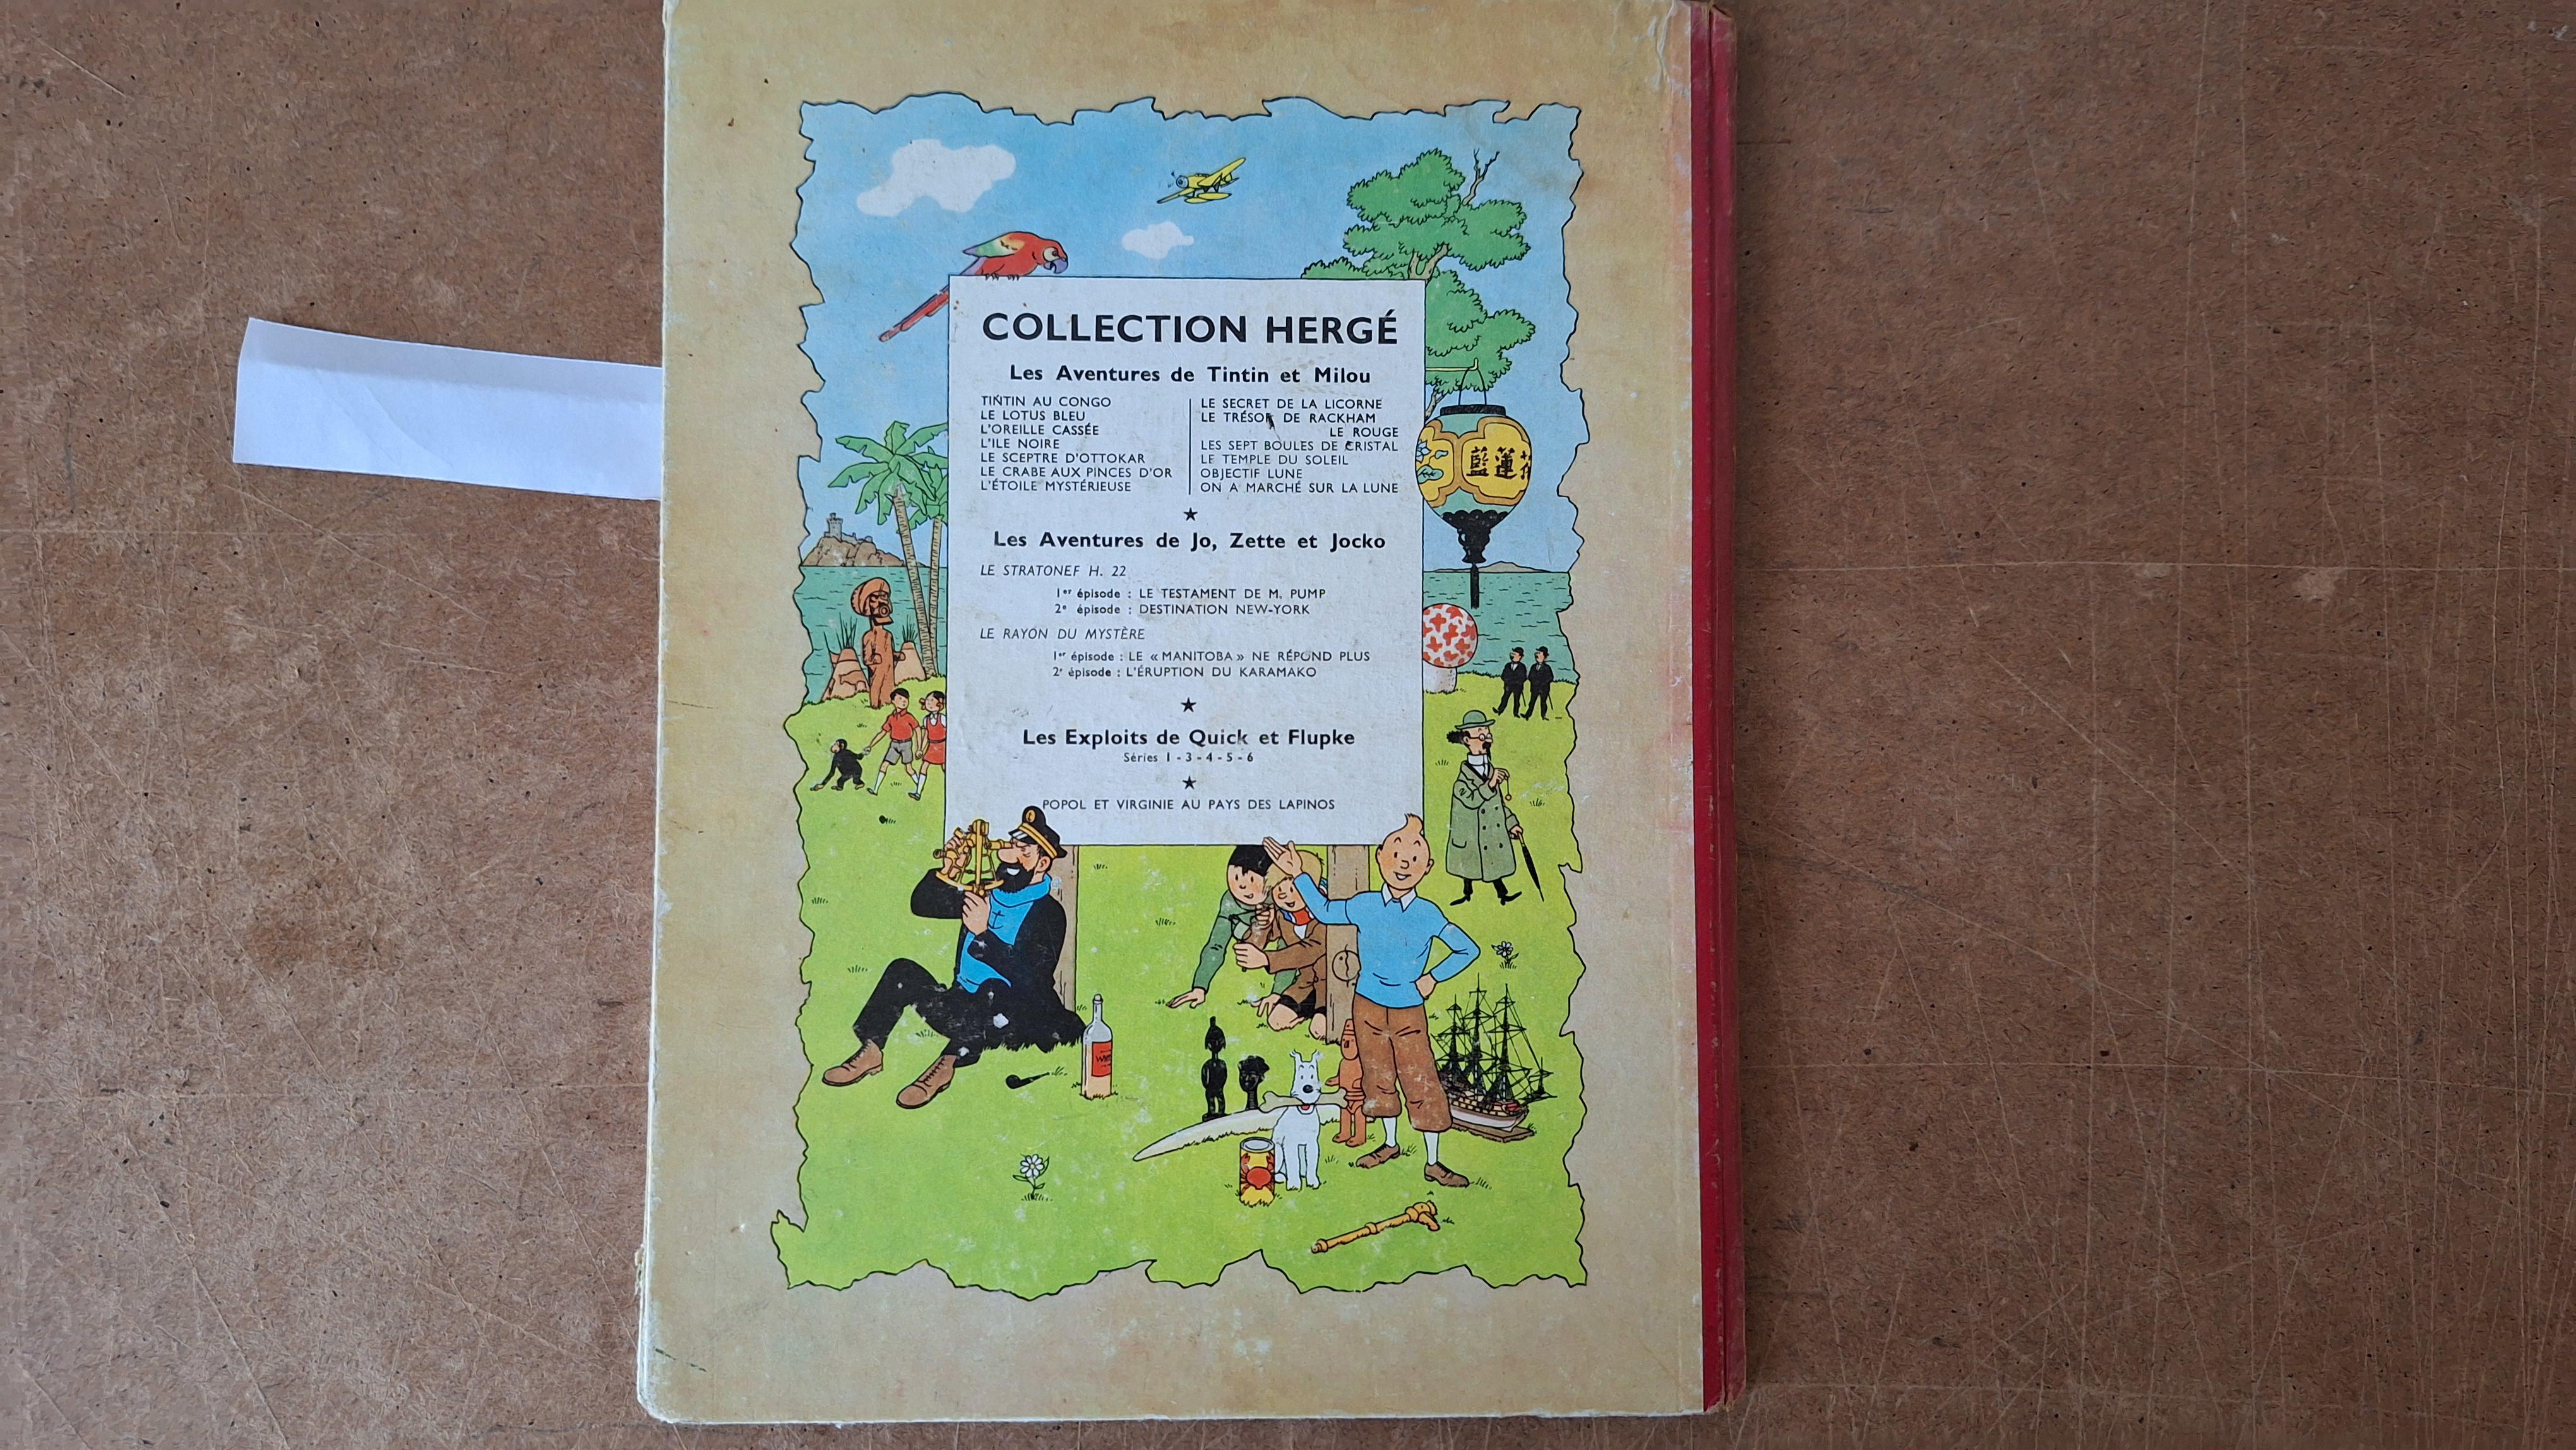 COLLECTION HERGÉ
Les Aventures de Tintin et Milou
TINTIN AU CONGO
LE LOTUS BLEU
L'OREILLE CASSÉE
L'ILE NOIRE
LE SCEPTRE D'OTTOKAR
LE CRABE AUX PINCES D'OR
L'ÉTOILE MYSTÉRIEUSE
LE SECRET DE LA LICORNE
LE TRÉSOR DE RACKHAM
LE ROUGE
LES SEPT BOULES DE CRISTAL
LE TEMPLE DU SOLEIL
OBJECTIF LUNE
ON A MARCHÉ SUR LA LUNE
Les Aventures de Jo, Zette et Jocko
LE STRATONEF H. 22
1er épisode : LE TESTAMENT DE M. PUMP
2e épisode : DESTINATION NEW-YORK
LE RAYON DU MYSTÈRE
1er épisode : LE « MANITOBA » NE RÉPOND PLUS
2e épisode : L'ÉRUPTION DU KARAMAKO
Les Exploits de Quick et Flupke
Séries 1 - 3 - 4 - 5 - 6
POPOL ET VIRGINIE AU PAYS DES LAPINOS
藍蓮